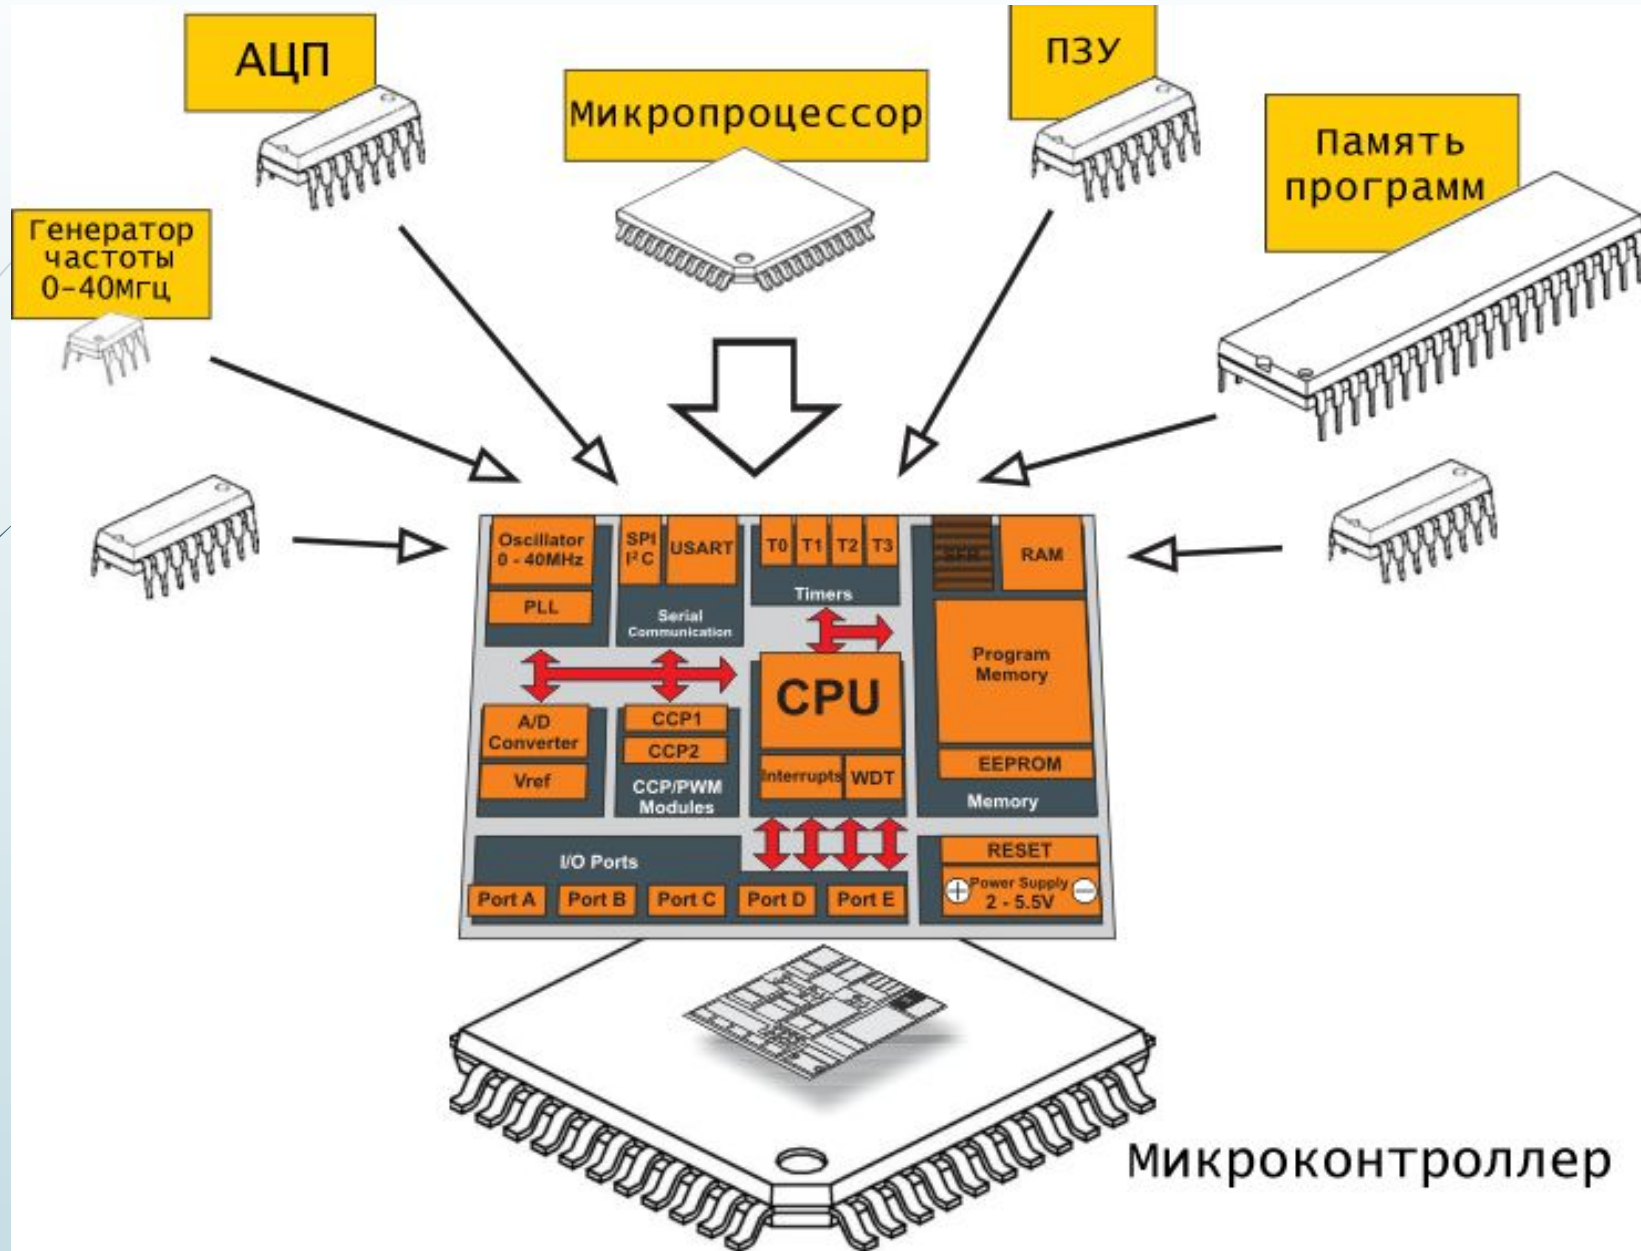 АЦП
ПЗУ
Микропроцессор
Память
программ
Генератор
частоты
0-40Мгц
Oscillator
0 - 40MHz
PLL
SPI
I²C
USART
Serial
Communication
T0 T1 T2 T3
Timers
RAM
Program
Memory
EEPROM
Memory
CPU
Interrupts
WDT
A/D
Converter
Vref
CCP1
CCP2
CCP/PWM
Modules
I/O Ports
Port A
Port B
Port C
Port D
Port E
RESET
+
Power Supply
2 - 5.5V
−
Микроконтроллер